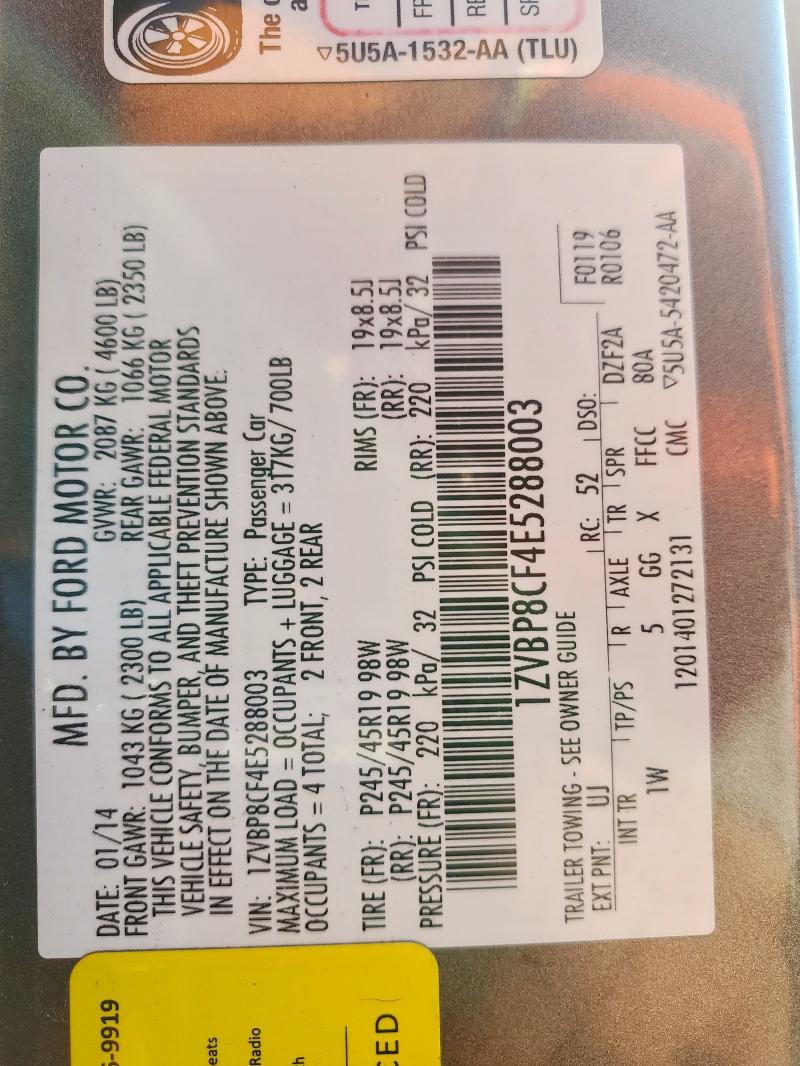 MFD. BY FORD MOTOR CO.
DATE: 01/14 GVWR: 2087 KG ( 4600 LB)
FRONT GAWR: 1043 KG ( 2300 LB) REAR GAWR: 1066 KG ( 2350 LB)
THIS VEHICLE CONFORMS TO ALL APPLICABLE FEDERAL MOTOR
VEHICLE SAFETY, BUMPER, AND THEFT PREVENTION STANDARDS
IN EFFECT ON THE DATE OF MANUFACTURE SHOWN ABOVE.
VIN: 1ZVBP8CF4E5288003 TYPE: Passenger Car
MAXIMUM LOAD = OCCUPANTS + LUGGAGE = 317KG/700LB
OCCUPANTS = 4 TOTAL; 2 FRONT, 2 REAR
TIRE (FR): P245/45R19 98W RIMS (FR): 19x8.5J
(RR): P245/45R19 98W (RR): 19x8.5J
PRESSURE (FR): 220 kPa/ 32 PSI COLD (RR): 220 kPa/ 32 PSI COLD
1ZVBP8CF4E5288003
TRAILER TOWING - SEE OWNER GUIDE
EXT PNT: UJ RC: 52 DSO: F0119
INT TR TP/PS R AXLE TR SPR DZF2A R0106
1W 5 GG X FFCC 80A
1201401272131 CMC ▽5U5A-5420472-AA
The
▽5U5A-1532-AA (TLU)
-9919
eats
Radio
CED